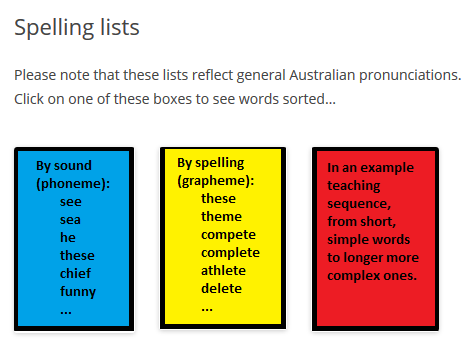 Spelling lists
Please note that these lists reflect general Australian pronunciations.
Click on one of these boxes to see words sorted...
By sound
(phoneme):
see
sea
he
these
chief
funny
...
By spelling
(grapheme):
these
theme
compete
complete
athlete
delete
...
In an example
teaching
sequence,
from short,
simple words
to longer more
complex ones.